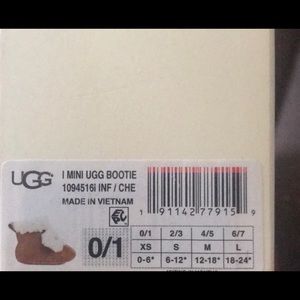 UGG
I MINI UGG BOOTIE
1094516I INF / CHE
MADE IN VIETNAM
1 91142 77915 9
0/1
0/1 2/3 4/5 6/7
XS S M L
0-6* 6-12* 12-18* 18-24*